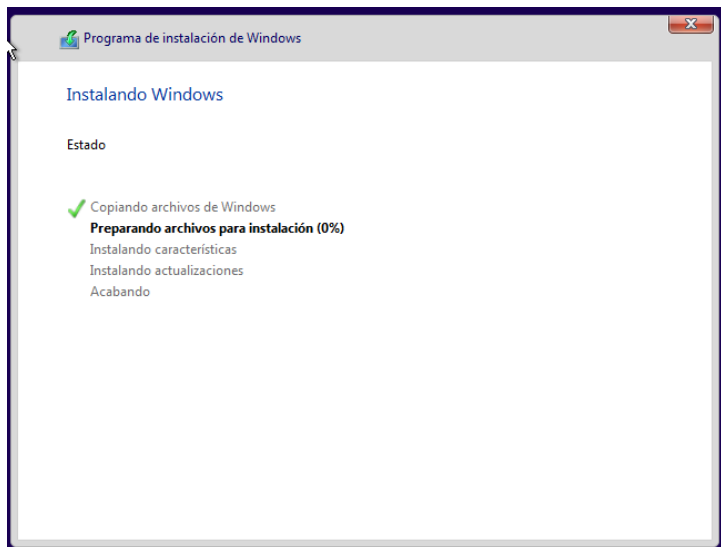 Programa de instalación de Windows
Instalando Windows
Estado
Copiando archivos de Windows
Preparando archivos para instalación (0%)
Instalando características
Instalando actualizaciones
Acabando